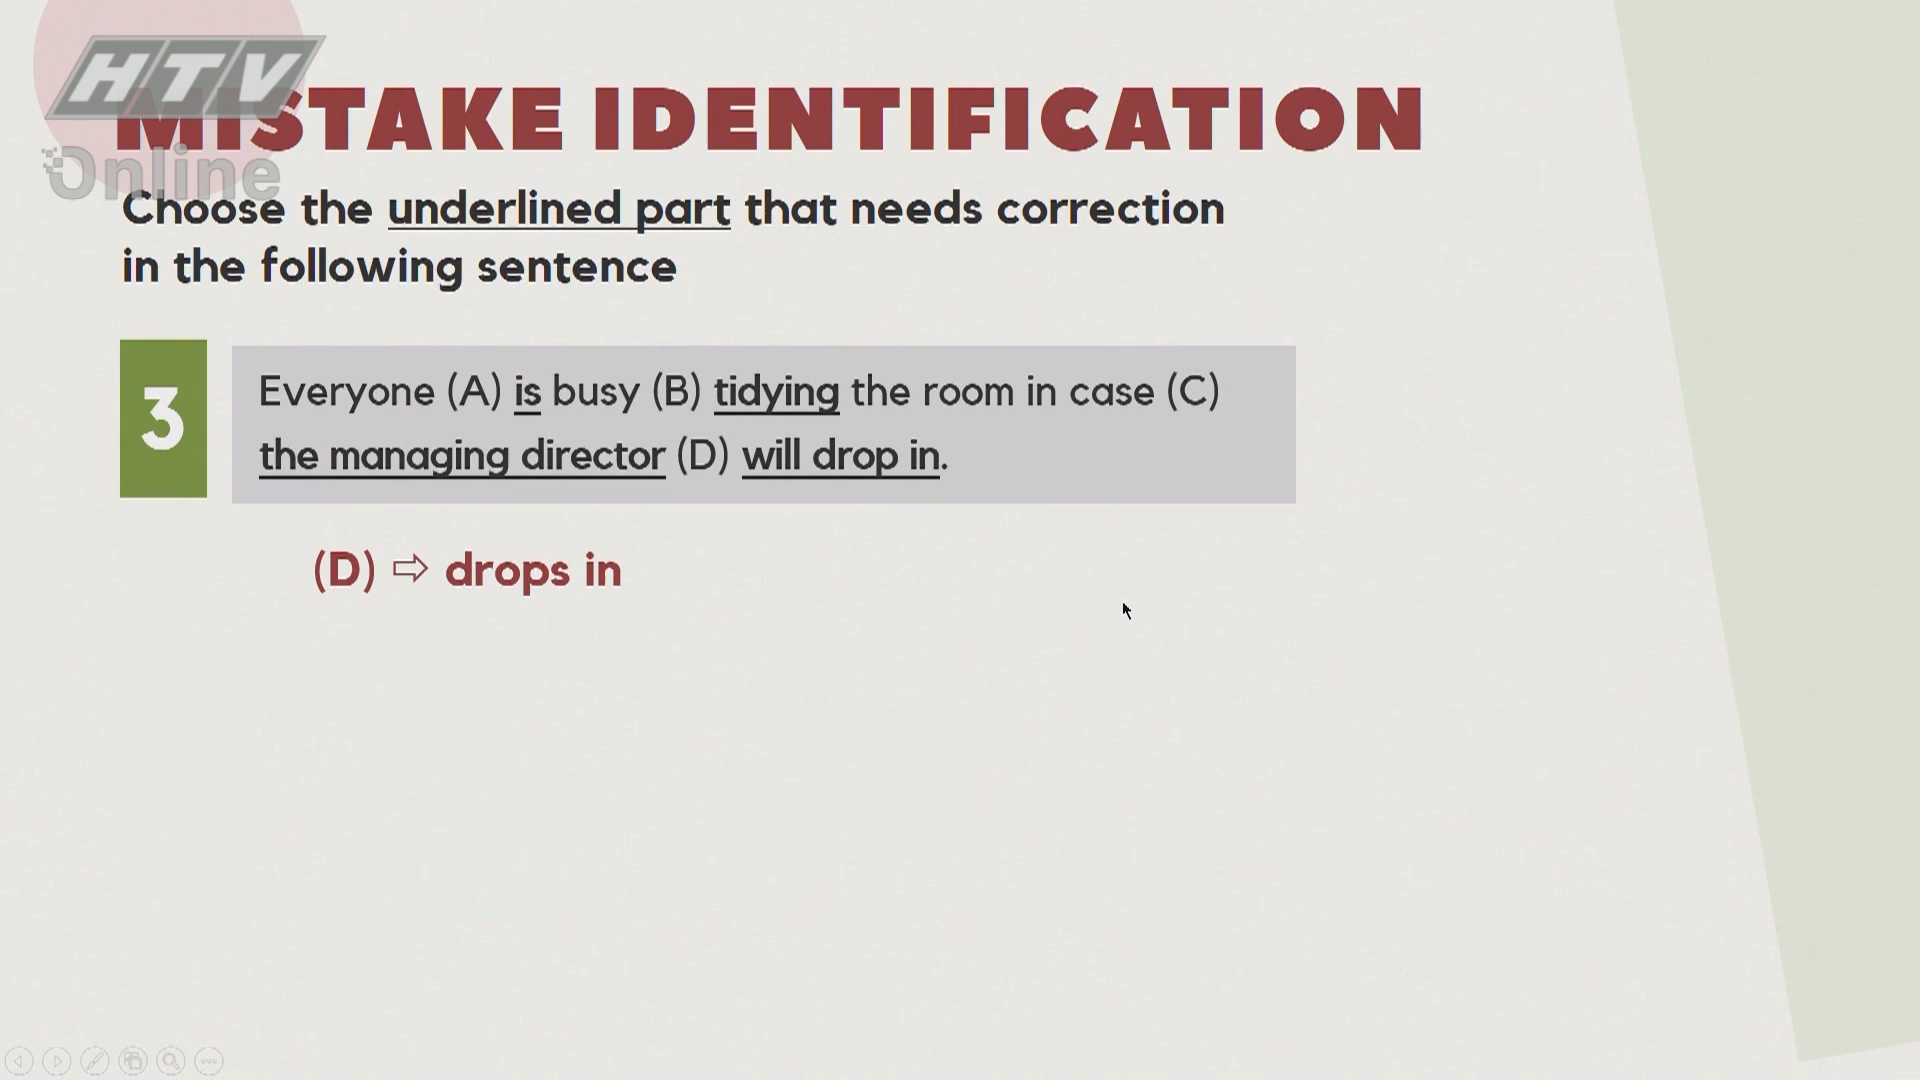 HTV
Online
MISTAKE IDENTIFICATION
Choose the underlined part that needs correction
in the following sentence
3
Everyone (A) is busy (B) tidying the room in case (C)
the managing director (D) will drop in.
(D) ⇨ drops in